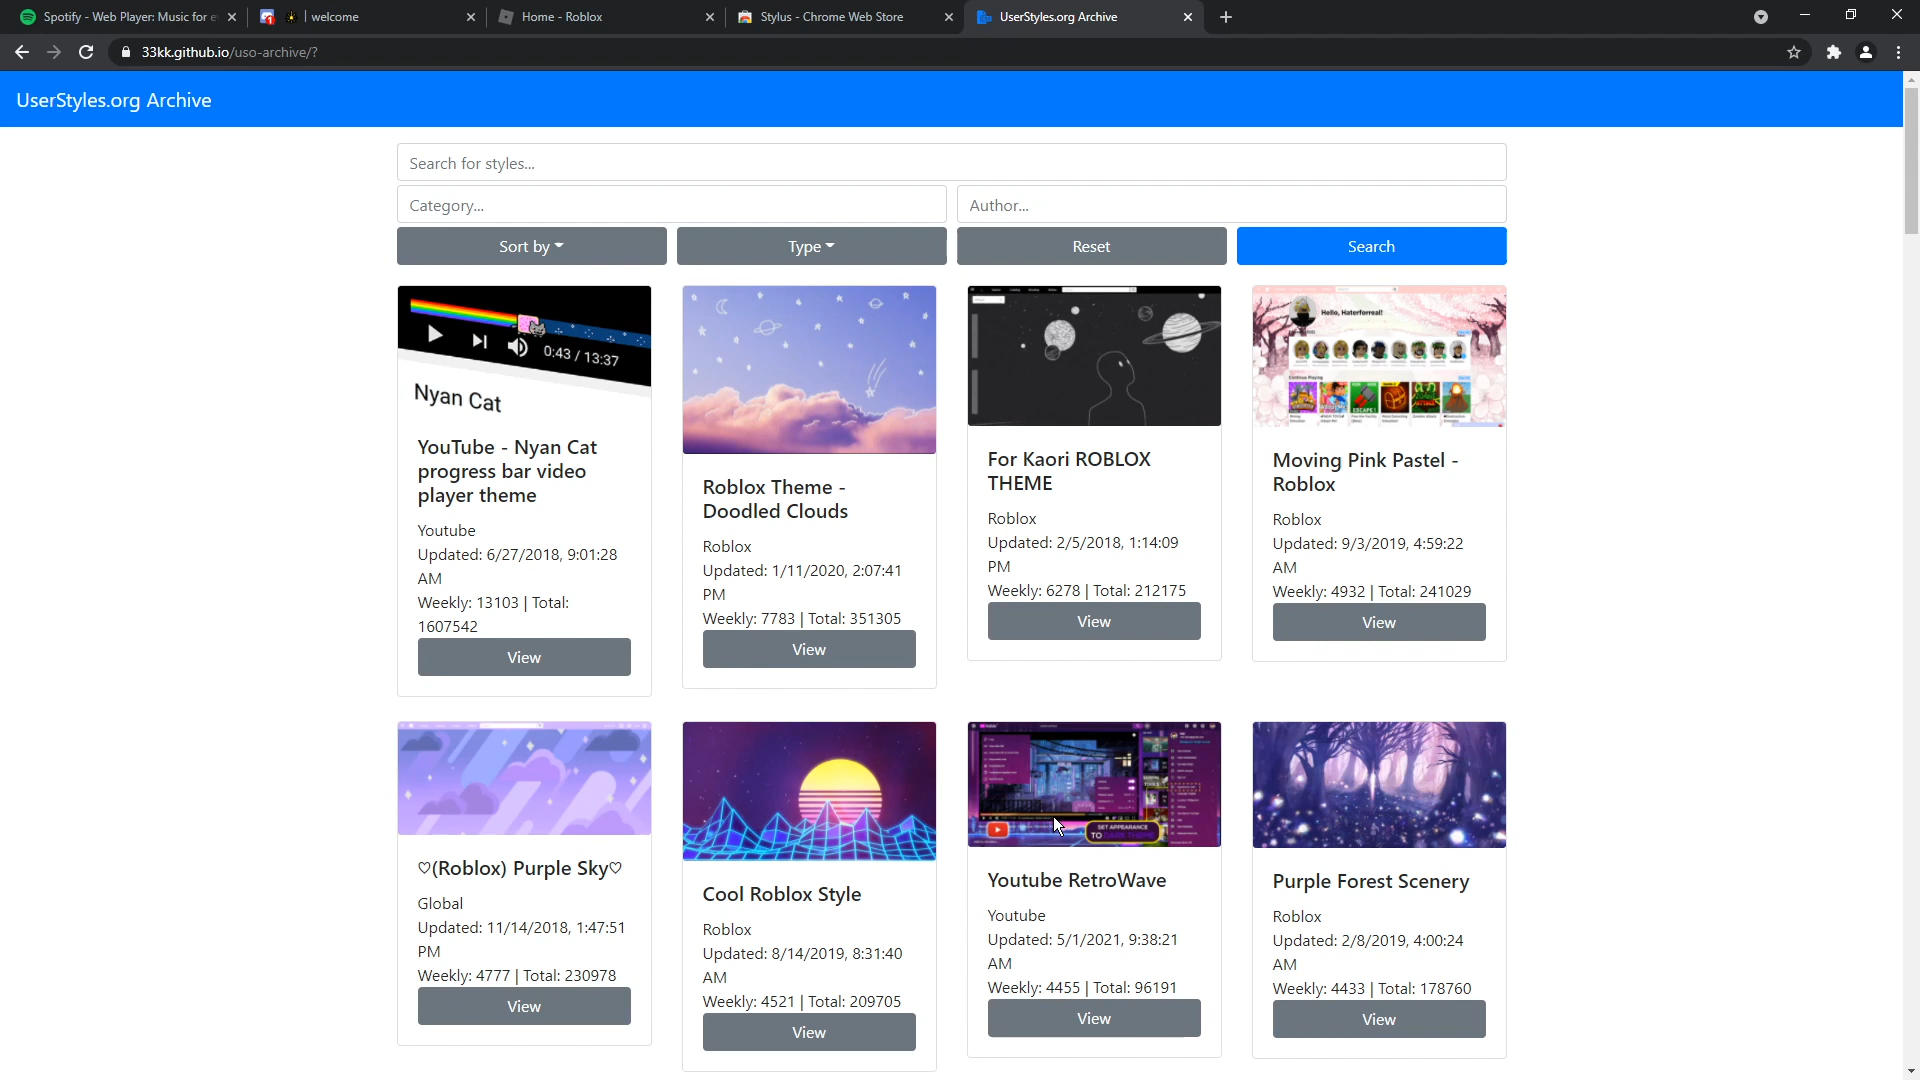 Spotify - Web Player: Music for e
welcome
Home - Roblox
Stylus - Chrome Web Store
UserStyles.org Archive
33kk.github.io/uso-archive/?
UserStyles.org Archive
Search for styles...
Category...
Author...
Sort by
Type
Reset
Search
0:43 / 13:37
Nyan Cat
YouTube - Nyan Cat
progress bar video
player theme
Youtube
Updated: 6/27/2018, 9:01:28
AM
Weekly: 13103 | Total:
1607542
View
Roblox Theme -
Doodled Clouds
Roblox
Updated: 1/11/2020, 2:07:41
PM
Weekly: 7783 | Total: 351305
View
For Kaori ROBLOX
THEME
Roblox
Updated: 2/5/2018, 1:14:09
PM
Weekly: 6278 | Total: 212175
View
Hello, Haterforreal!
Continue Playing
Moving Pink Pastel -
Roblox
Roblox
Updated: 9/3/2019, 4:59:22
AM
Weekly: 4932 | Total: 241029
View
♡(Roblox) Purple Sky♡
Global
Updated: 11/14/2018, 1:47:51
PM
Weekly: 4777 | Total: 230978
View
Cool Roblox Style
Roblox
Updated: 8/14/2019, 8:31:40
AM
Weekly: 4521 | Total: 209705
View
SET APPEARANCE
TO DARK THEME
Youtube RetroWave
Youtube
Updated: 5/1/2021, 9:38:21
AM
Weekly: 4455 | Total: 96191
View
Purple Forest Scenery
Roblox
Updated: 2/8/2019, 4:00:24
AM
Weekly: 4433 | Total: 178760
View